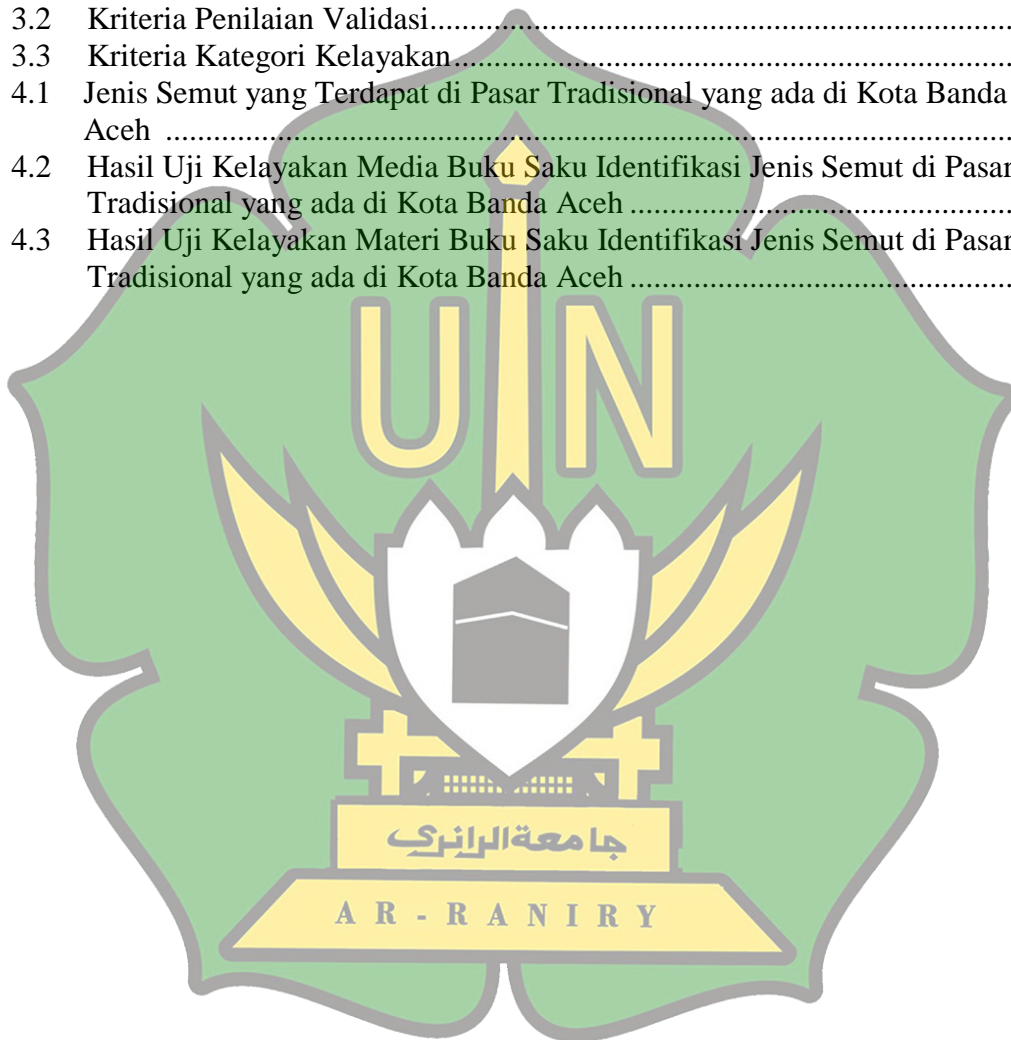 3.2 Kriteria Penilaian Validasi..........................................................................
3.3 Kriteria Kategori Kelayakan.......................................................................
4.1 Jenis Semut yang Terdapat di Pasar Tradisional yang ada di Kota Banda
Aceh ..........................................................................................................
4.2 Hasil Uji Kelayakan Media Buku Saku Identifikasi Jenis Semut di Pasar
Tradisional yang ada di Kota Banda Aceh ................................................
4.3 Hasil Uji Kelayakan Materi Buku Saku Identifikasi Jenis Semut di Pasar
Tradisional yang ada di Kota Banda Aceh ................................................
UIN
جامعة الرانري
AR-RANIRY